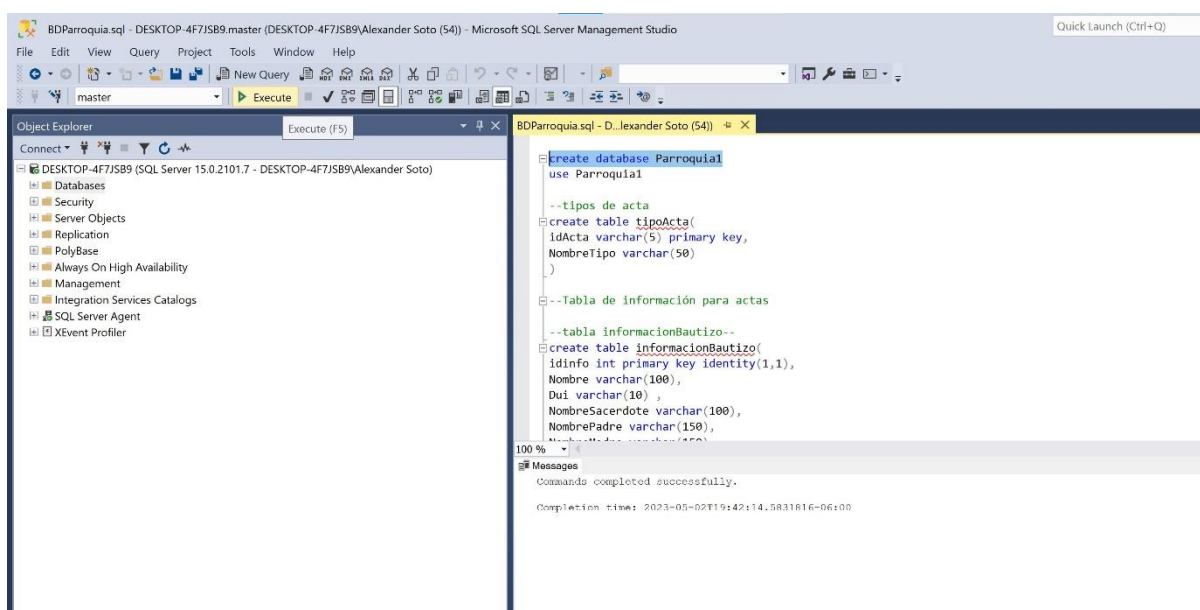 BDParroquia.sql - DESKTOP-4F7JSB9.master (DESKTOP-4F7JSB9\Alexander Soto (54)) - Microsoft SQL Server Management Studio
Quick Launch (Ctrl+Q)
File Edit View Query Project Tools Window Help
New Query
master
Execute
Object Explorer
Execute (F5)
BDParroquia.sql - D...lexander Soto (54))
Connect
DESKTOP-4F7JSB9 (SQL Server 15.0.2101.7 - DESKTOP-4F7JSB9\Alexander Soto)
Databases
Security
Server Objects
Replication
PolyBase
Always On High Availability
Management
Integration Services Catalogs
SQL Server Agent
XEvent Profiler
create database Parroquia1
use Parroquia1
--tipos de acta
create table tipoActa(
idActa varchar(5) primary key,
NombreTipo varchar(50)
)
--Tabla de información para actas
--tabla informacionBautizo--
create table informacionBautizo(
idinfo int primary key identity(1,1),
Nombre varchar(100),
Dui varchar(10) ,
NombreSacerdote varchar(100),
NombrePadre varchar(150),
100 %
Messages
Commands completed successfully.
Completion time: 2023-05-02T19:42:14.5831816-06:00